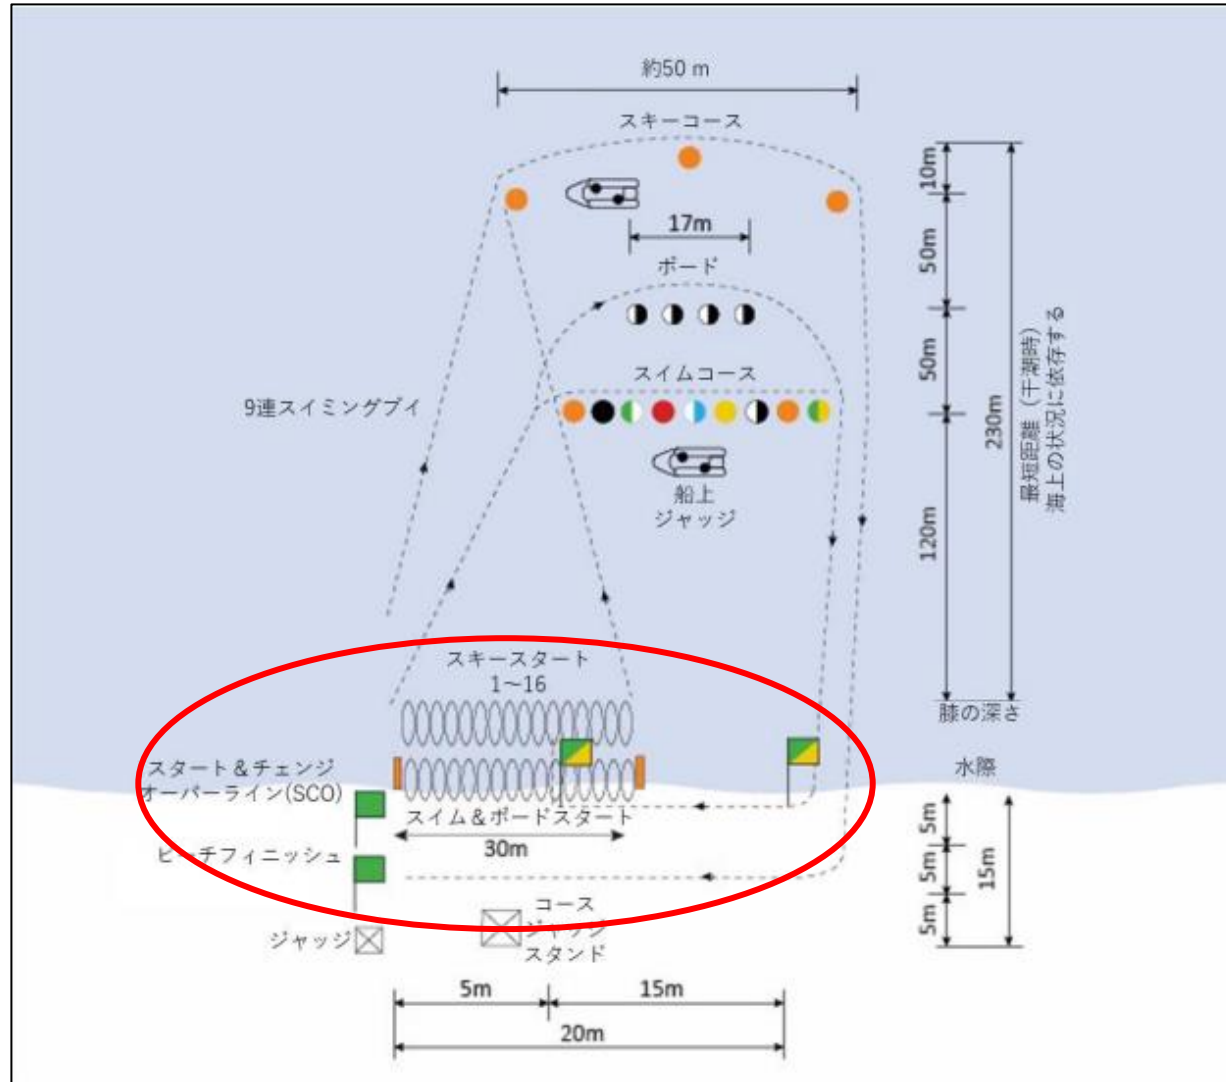 約50 m
スキーコース
10m
17m
50m
ボード
50m
スイムコース
9連スイミングブイ
230m
最短距離（干潮時）
海上の状況に依存する
船上
ジャッジ
120m
スキースタート
1～16
膝の深さ
水際
スタート＆チェンジ
オーバーライン(SCO)
スイム＆ボードスタート
30m
5m
ビーチフィニッシュ
5m
15m
5m
コース
ジャッジ
スタンド
ジャッジ
5m
15m
20m